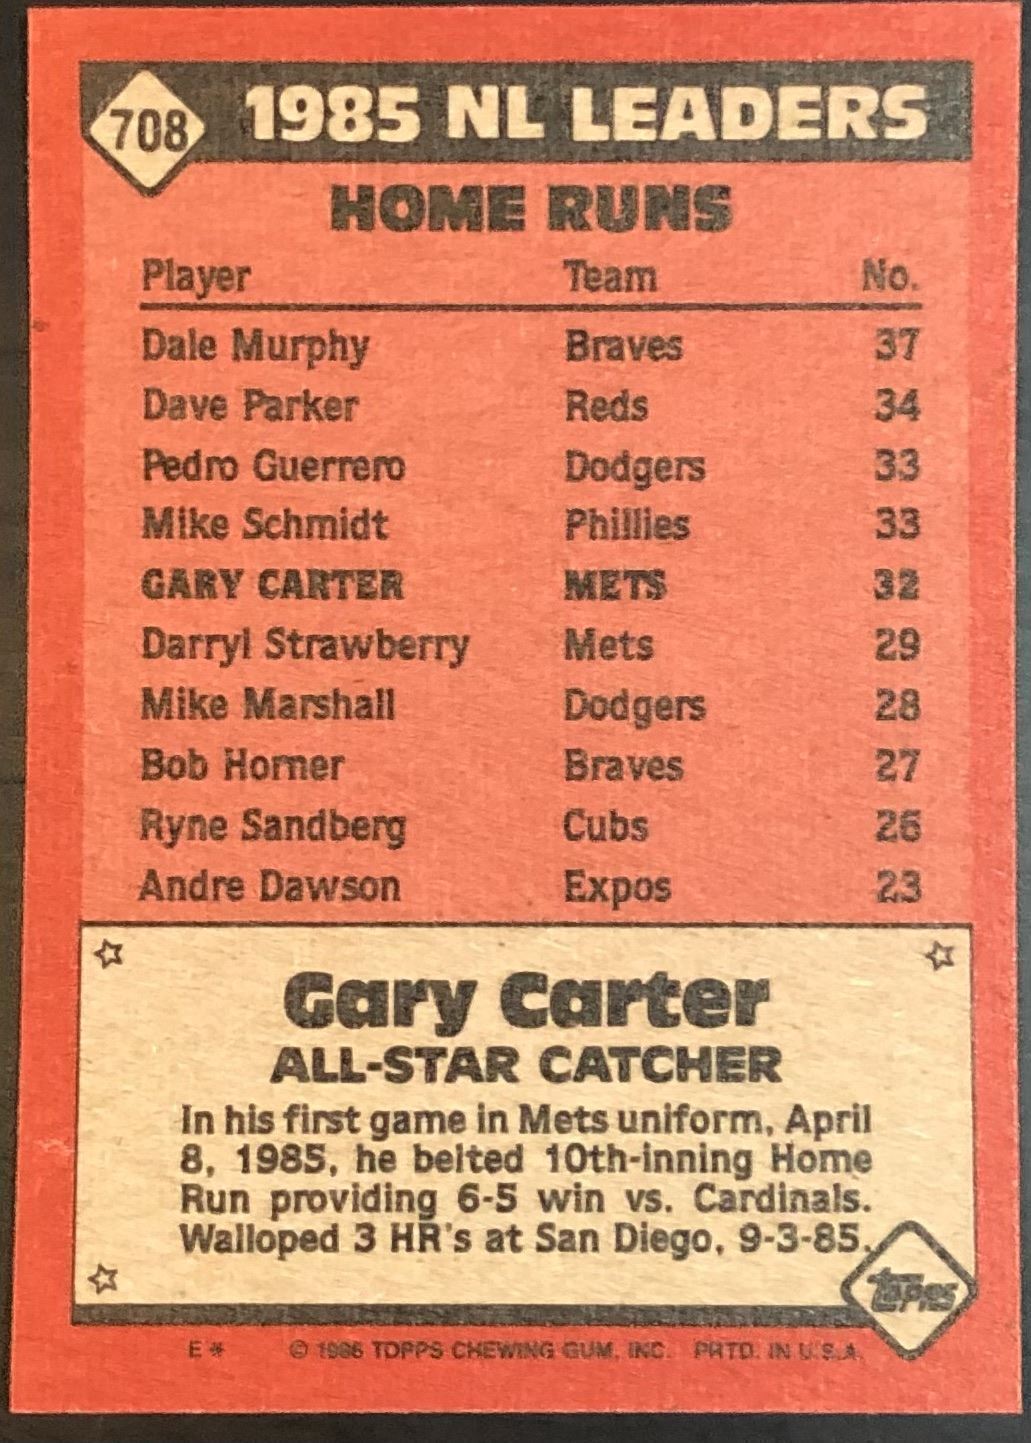 708 1985 NL LEADERS
HOME RUNS
Player Team No.
Dale Murphy Braves 37
Dave Parker Reds 34
Pedro Guerrero Dodgers 33
Mike Schmidt Phillies 33
GARY CARTER METS 32
Darryl Strawberry Mets 29
Mike Marshall Dodgers 28
Bob Horner Braves 27
Ryne Sandberg Cubs 26
Andre Dawson Expos 23
Gary Carter
ALL-STAR CATCHER
In his first game in Mets uniform, April
8, 1985, he belted 10th-inning Home
Run providing 6-5 win vs. Cardinals.
Walloped 3 HR's at San Diego, 9-3-85.
Topps
E* © 1986 TOPPS CHEWING GUM, INC. PRTD. IN U.S.A.